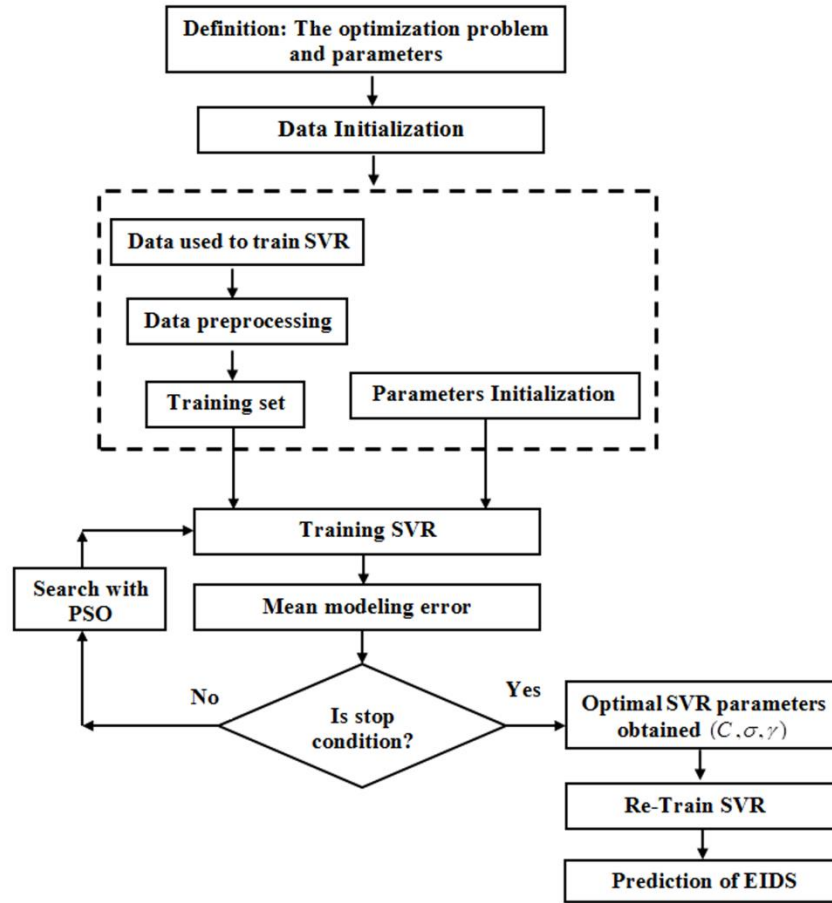 Definition: The optimization problem
and parameters
Data Initialization
Data used to train SVR
Data preprocessing
Training set
Parameters Initialization
Training SVR
Search with
PSO
Mean modeling error
No
Yes
Is stop
condition?
Optimal SVR parameters
obtained (C,σ,γ)
Re-Train SVR
Prediction of EIDS